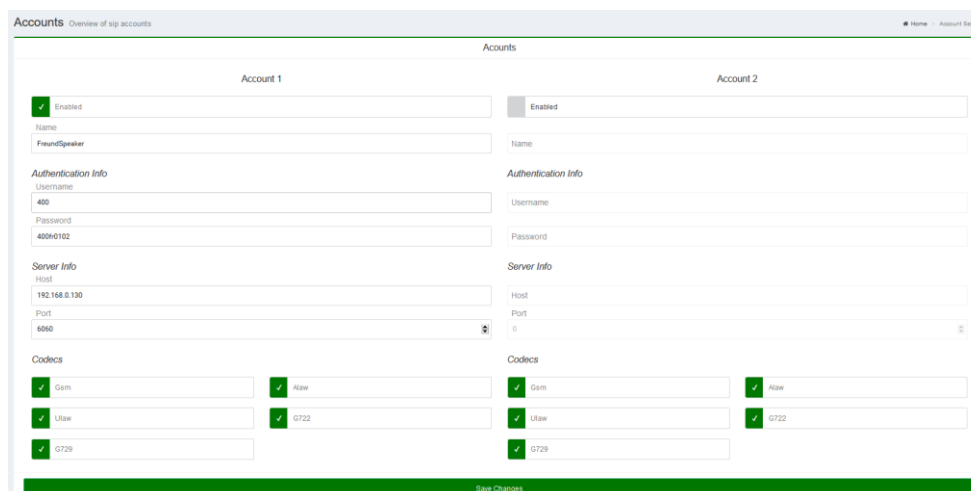 Accounts Overview of sip accounts
Home > Account Se
Acounts
Account 1
Enabled
Name
FreundSpeaker
Authentication Info
Username
400
Password
400fr0102
Server Info
Host
192.168.0.130
Port
6060
Codecs
Gsm
Alaw
Ulaw
G722
G729
Account 2
Enabled
Name
Authentication Info
Username
Password
Server Info
Host
Port
0
Codecs
Gsm
Alaw
Ulaw
G722
G729
Save Changes